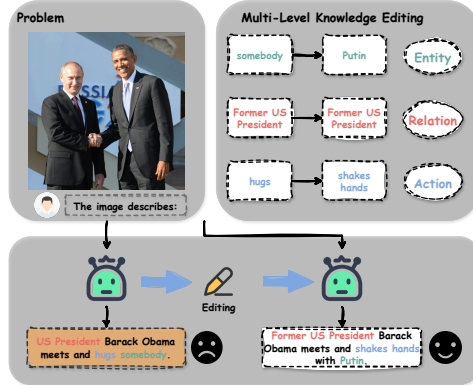 Problem
RUSSIA
The image describes:
Multi-Level Knowledge Editing
somebody
Putin
Entity
Former US
President
Former US
President
Relation
hugs
shakes
hands
Action
Editing
US President Barack Obama
meets and hugs somebody.
Former US President Barack
Obama meets and shakes hands
with Putin.